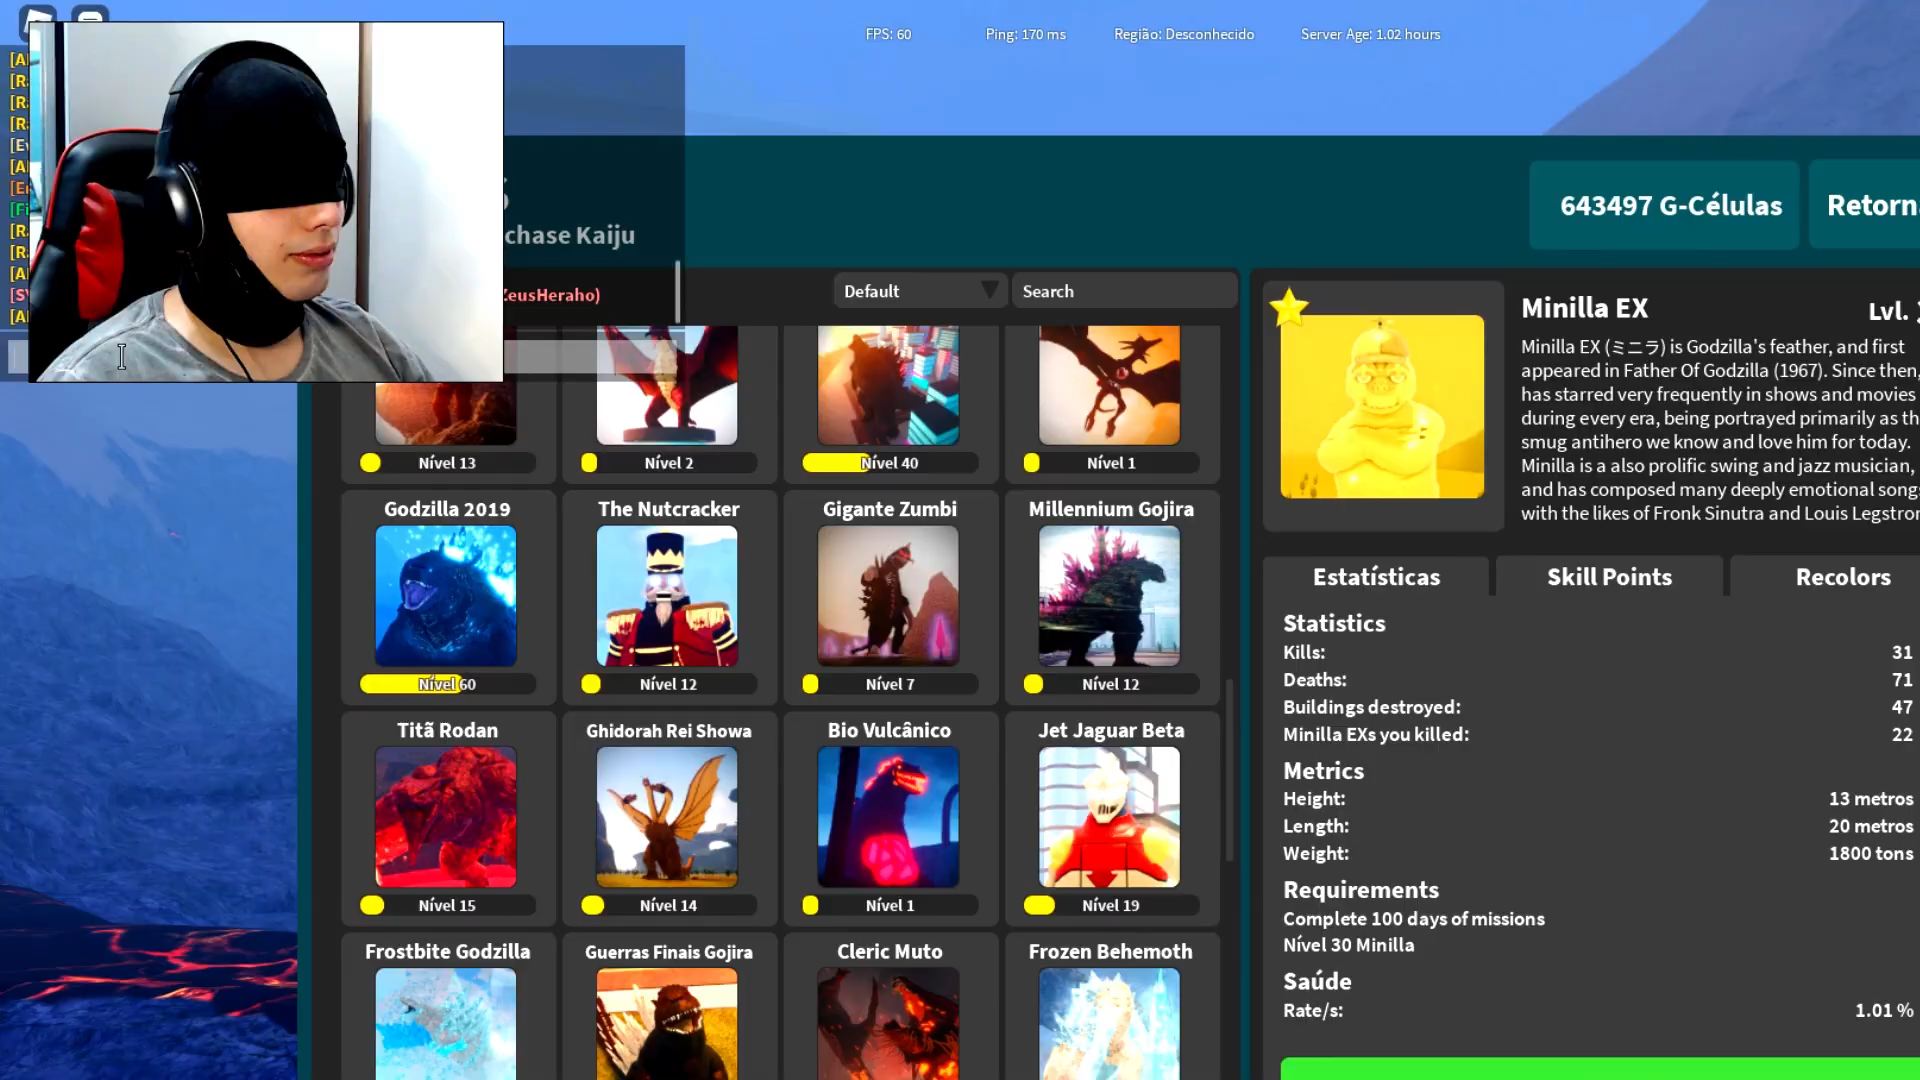 FPS: 60
Ping: 170 ms
Região: Desconhecido
Server Age: 1.02 hours
643497 G-Células
chase Kaiju
ZeusHeraho)
Default
Search
Nível 13
Nível 2
Nível 40
Nível 1
Godzilla 2019
The Nutcracker
Gigante Zumbi
Millennium Gojira
Nível 60
Nível 12
Nível 7
Nível 12
Titã Rodan
Ghidorah Rei Showa
Bio Vulcânico
Jet Jaguar Beta
Nível 15
Nível 14
Nível 1
Nível 19
Frostbite Godzilla
Guerras Finais Gojira
Cleric Muto
Frozen Behemoth
Minilla EX
Lvl.
Minilla EX (ミニラ) is Godzilla's feather, and first
appeared in Father Of Godzilla (1967). Since then,
has starred very frequently in shows and movies
during every era, being portrayed primarily as th
smug antihero we know and love him for today.
Minilla is a also prolific swing and jazz musician,
and has composed many deeply emotional songs
with the likes of Fronk Sinutra and Louis Legstron
Estatísticas
Skill Points
Recolors
Statistics
Kills: 31
Deaths: 71
Buildings destroyed: 47
Minilla EXs you killed: 22
Metrics
Height: 13 metros
Length: 20 metros
Weight: 1800 tons
Requirements
Complete 100 days of missions
Nível 30 Minilla
Saúde
Rate/s: 1.01 %